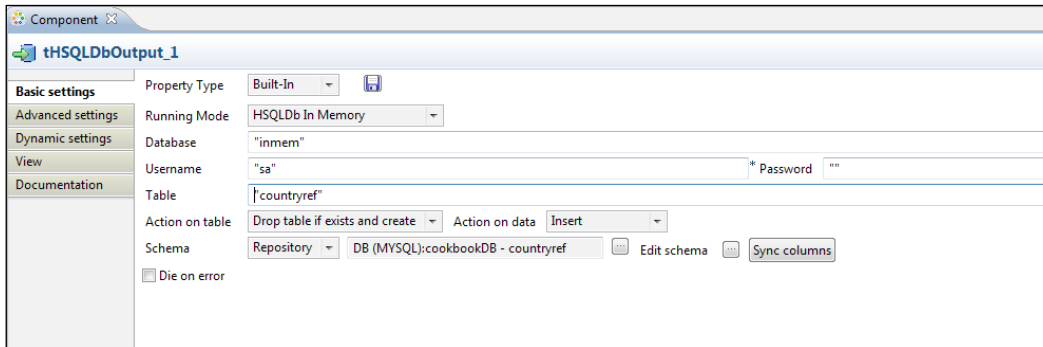 Component
tHSQLDbOutput_1
Basic settings
Advanced settings
Dynamic settings
View
Documentation
Property Type Built-In
Running Mode HSQLDb In Memory
Database "inmem"
Username "sa" * Password ""
Table "countryref"
Action on table Drop table if exists and create Action on data Insert
Schema Repository DB (MYSQL):cookbookDB - countryref ... Edit schema ... Sync columns
Die on error